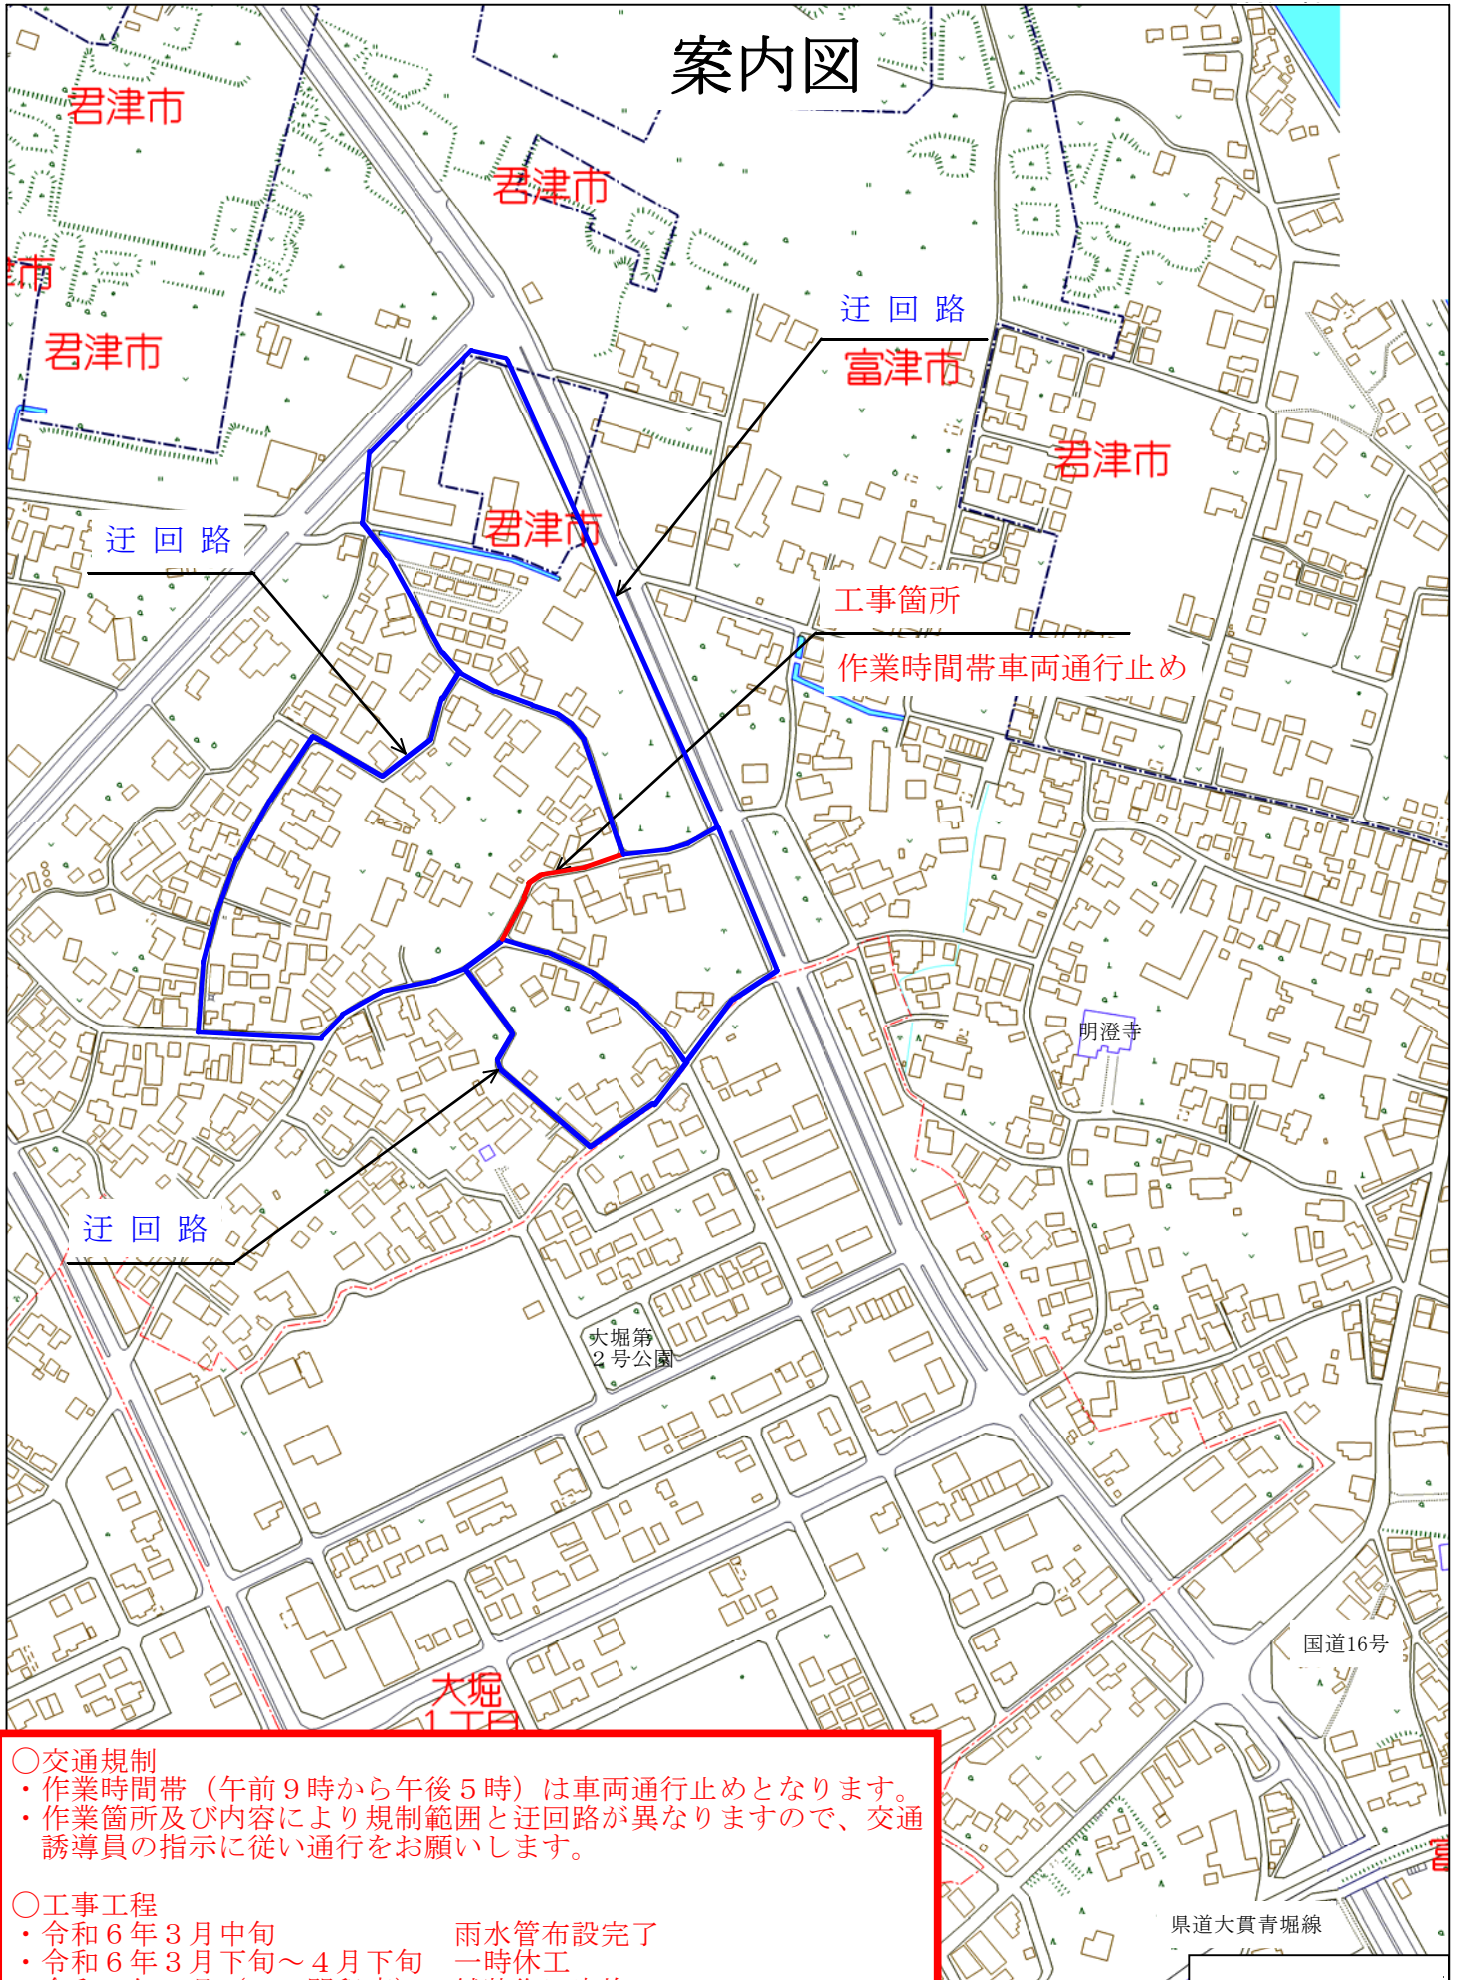 案内図
君津市
君津市
君津市
迂 回 路
富津市
君津市
君津市
迂 回 路
君津市
工事箇所
作業時間帯車両通行止め
明澄寺
迂 回 路
大堀第
２号公園
国道16号
大堀
○交通規制
・作業時間帯（午前９時から午後５時）は車両通行止めとなります。
・作業箇所及び内容により規制範囲と迂回路が異なりますので、交通
誘導員の指示に従い通行をお願いします。
○工事工程
・令和６年３月中旬　雨水管布設完了
県道大貫青堀線
・令和６年３月下旬～４月下旬　一時休工